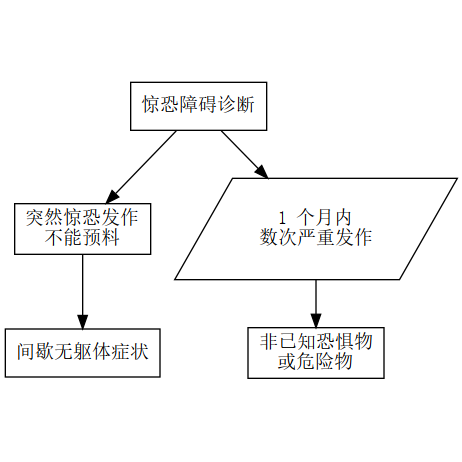 惊恐障碍诊断
突然惊恐发作
不能预料
1 个月内
数次严重发作
间歇无躯体症状
非已知恐惧物
或危险物